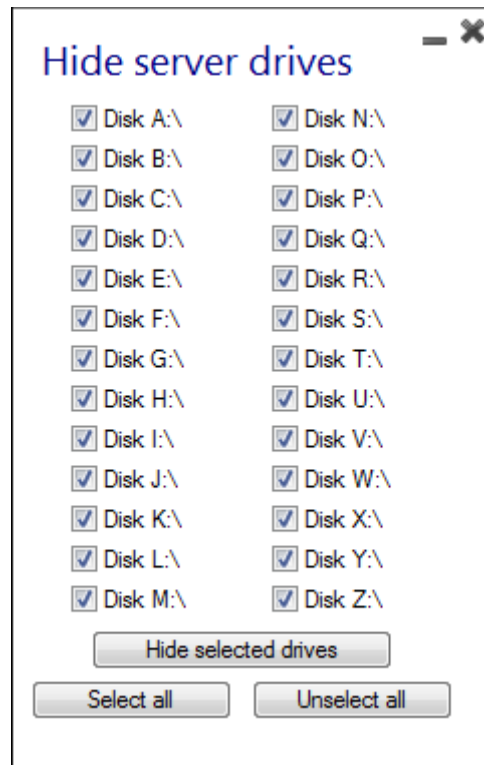 Hide server drives
Disk A:\
Disk B:\
Disk C:\
Disk D:\
Disk E:\
Disk F:\
Disk G:\
Disk H:\
Disk I:\
Disk J:\
Disk K:\
Disk L:\
Disk M:\
Disk N:\
Disk O:\
Disk P:\
Disk Q:\
Disk R:\
Disk S:\
Disk T:\
Disk U:\
Disk V:\
Disk W:\
Disk X:\
Disk Y:\
Disk Z:\
Hide selected drives
Select all
Unselect all